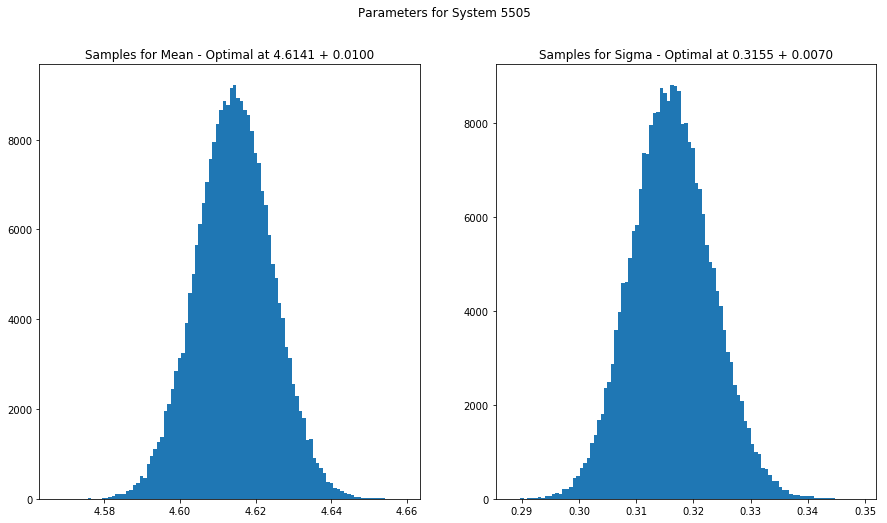 Parameters for System 5505
Samples for Mean - Optimal at 4.6141 + 0.0100
8000
6000
4000
2000
0
4.58 4.60 4.62 4.64 4.66
Samples for Sigma - Optimal at 0.3155 + 0.0070
8000
6000
4000
2000
0
0.29 0.30 0.31 0.32 0.33 0.34 0.35